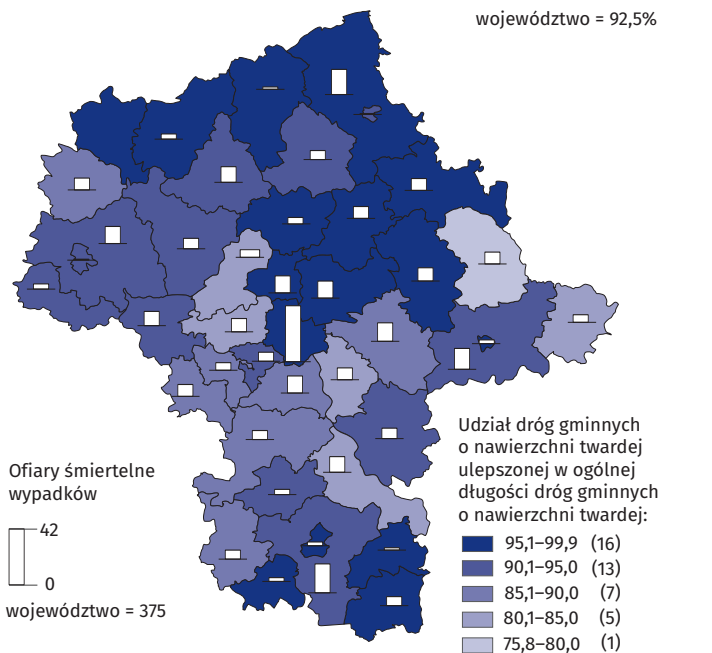 województwo = 92,5%
Ofiary śmiertelne
wypadków
42
0
województwo = 375
Udział dróg gminnych
o nawierzchni twardej
ulepszonej w ogólnej
długości dróg gminnych
o nawierzchni twardej:
95,1–99,9 (16)
90,1–95,0 (13)
85,1–90,0 (7)
80,1–85,0 (5)
75,8–80,0 (1)